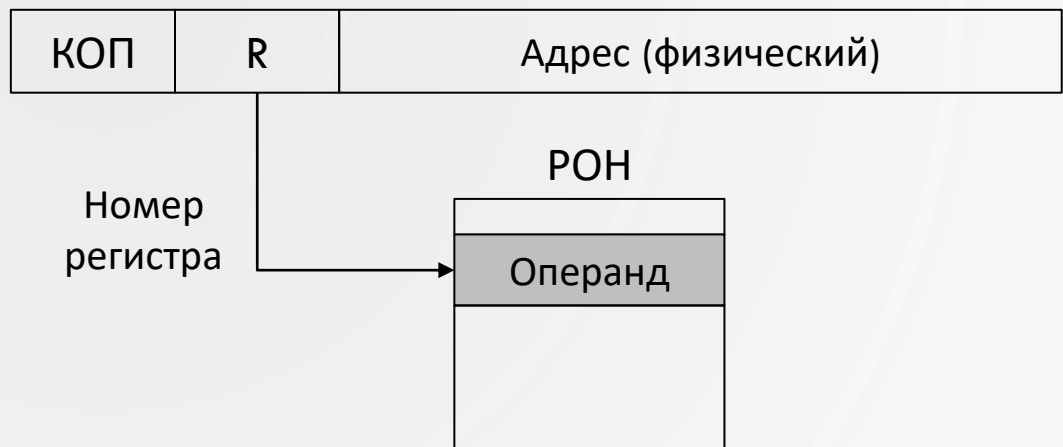 КОП R Адрес (физический)
РОН
Номер
регистра
Операнд